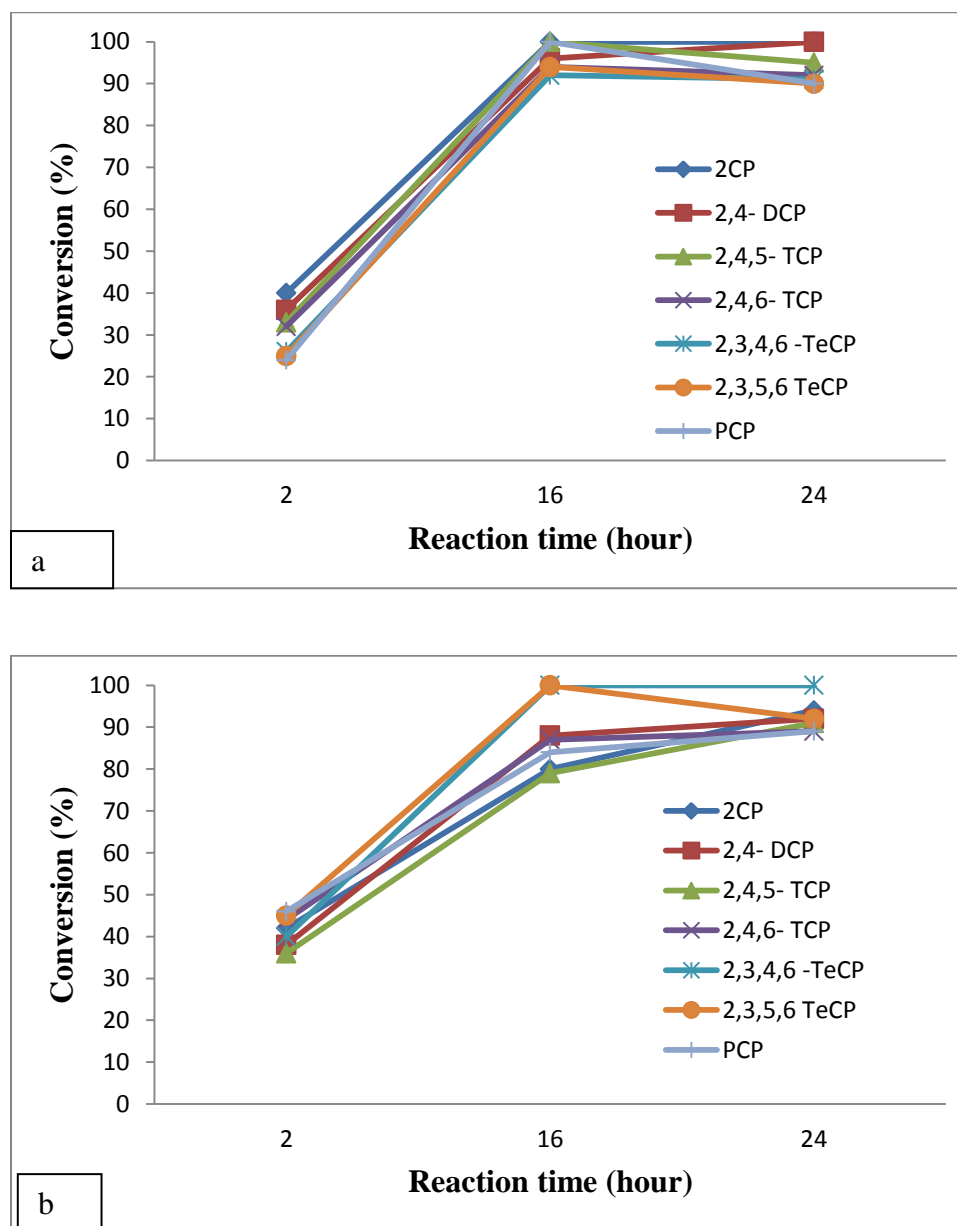 100
90
80
70
60
50
40
30
20
10
0
Conversion (%)
2CP
2,4- DCP
2,4,5- TCP
2,4,6- TCP
2,3,4,6 -TeCP
2,3,5,6 TeCP
PCP
2 16 24
Reaction time (hour)
a
100
90
80
70
60
50
40
30
20
10
0
Conversion (%)
2CP
2,4- DCP
2,4,5- TCP
2,4,6- TCP
2,3,4,6 -TeCP
2,3,5,6 TeCP
PCP
2 16 24
Reaction time (hour)
b